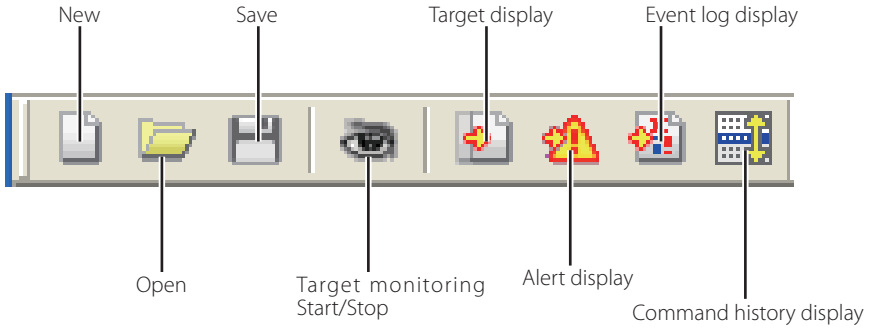 New
Save
Target display
Event log display
Open
Target monitoring
Start/Stop
Alert display
Command history display